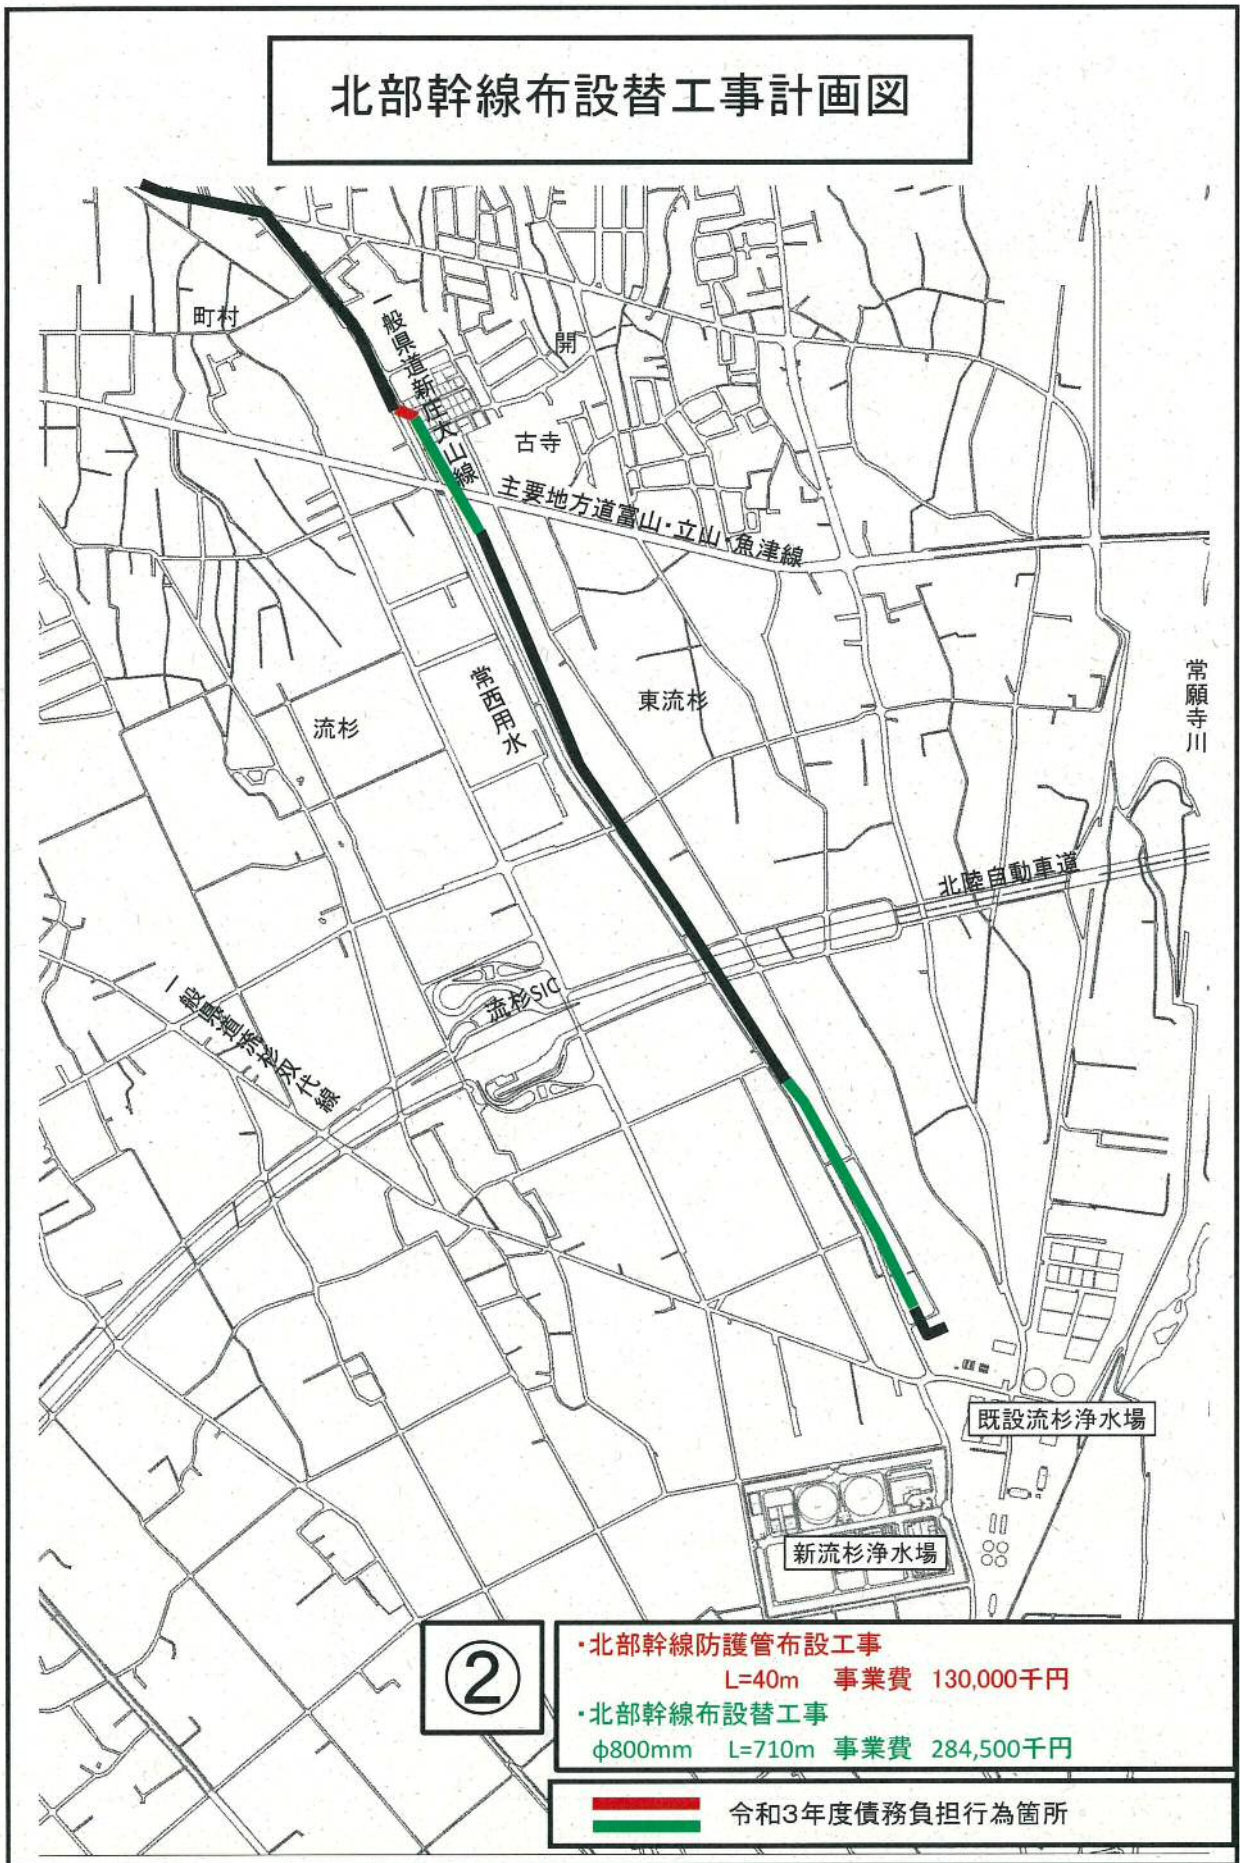 北部幹線布設替工事計画図
町村
一般県道新庄大山線
開
古寺
主要地方道富山・立山・魚津線
常願寺川
東流杉
常西用水
流杉
北陸自動車道
流杉SIC
一般県道流杉双代線
既設流杉浄水場
新流杉浄水場
②
・北部幹線防護管布設工事
L=40m 事業費 130,000千円
・北部幹線布設替工事
φ800mm L=710m 事業費 284,500千円
令和3年度債務負担行為箇所